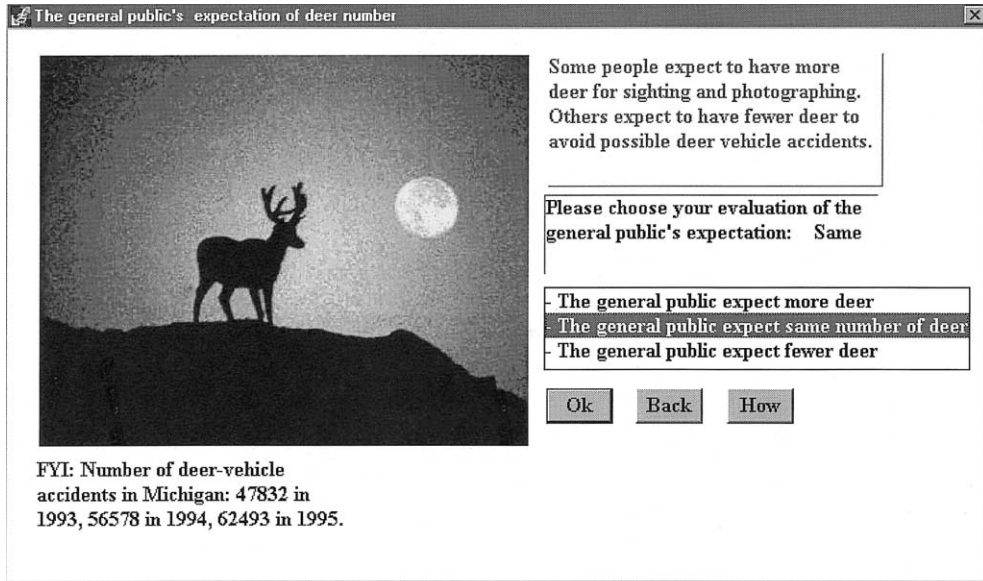 The general public's expectation of deer number
Some people expect to have more
deer for sighting and photographing.
Others expect to have fewer deer to
avoid possible deer vehicle accidents.
Please choose your evaluation of the
general public's expectation: Same
- The general public expect more deer
- The general public expect same number of deer
- The general public expect fewer deer
Ok Back How
FYI: Number of deer-vehicle
accidents in Michigan: 47832 in
1993, 56578 in 1994, 62493 in 1995.